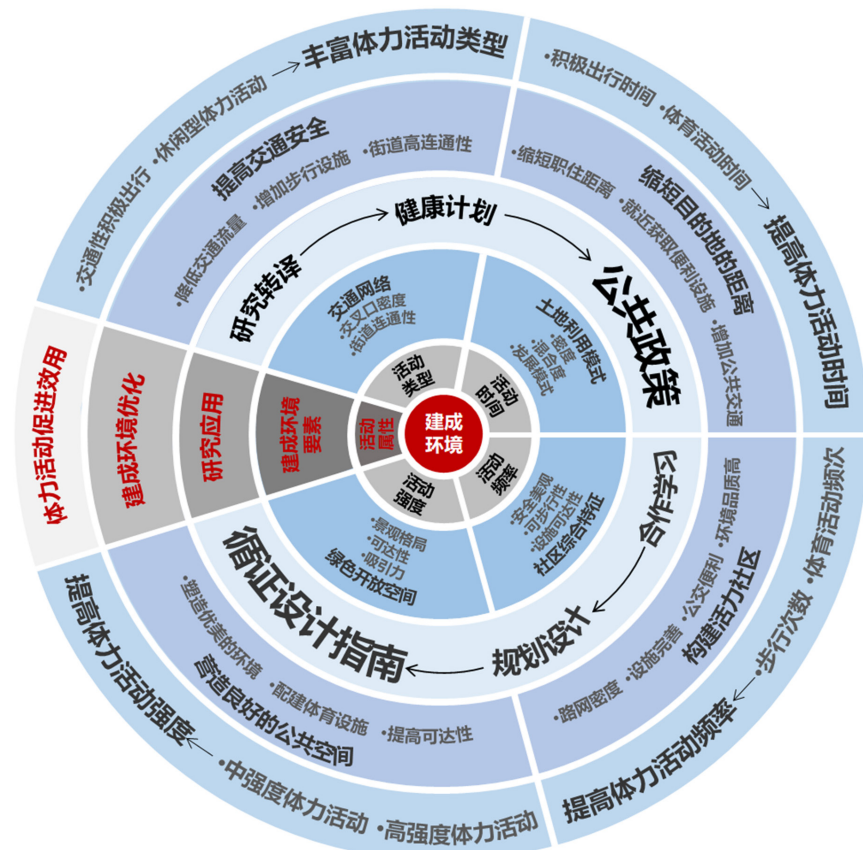 建成
环境
活动
属性
活动
类型
活动
时间
活动
频率
活动
强度
建成环境
要素
交通网络
•交叉口密度
•街道连通性
土地利用模式
•密度
•混合度
•发展模式
社区综合特征
•安全美观
•可步行性
•设施可达性
•景观格局
•可达性
•吸引力
绿色开放空间
研究应用
研究转译
健康计划
公共政策
合作学习
规划设计
循证设计指南
建成环境优化
提高交通安全
•降低交通流量 •增加步行设施 •街道高连通性
缩短目的地的距离
•缩短职住距离 •就近获取便利设施 •增加公共交通
构建活力社区
•路网密度 •设施完善 •公交便利 •环境品质高
•塑造优美的环境 •配建体育设施 •提高可达性
营造良好的公共空间
体力活动促进效用
•交通性积极出行 •休闲型体力活动
丰富体力活动类型
•积极出行时间 •体育活动时间
提高体力活动时间
•步行次数 •体育活动频次
提高体力活动频率
•中强度体力活动 •高强度体力活动
提高体力活动强度